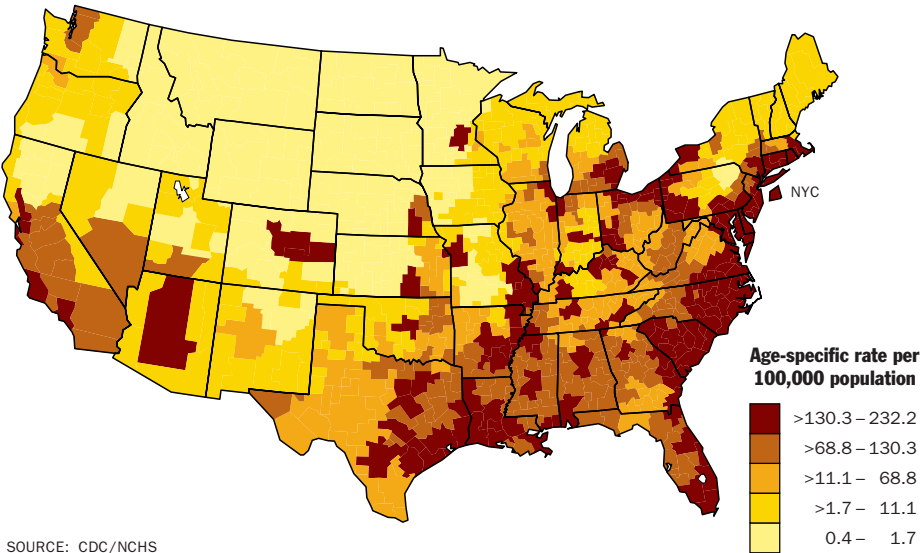 NYC
Age-specific rate per
100,000 population
>130.3–232.2
>68.8–130.3
>11.1– 68.8
>1.7– 11.1
0.4– 1.7
SOURCE: CDC/NCHS